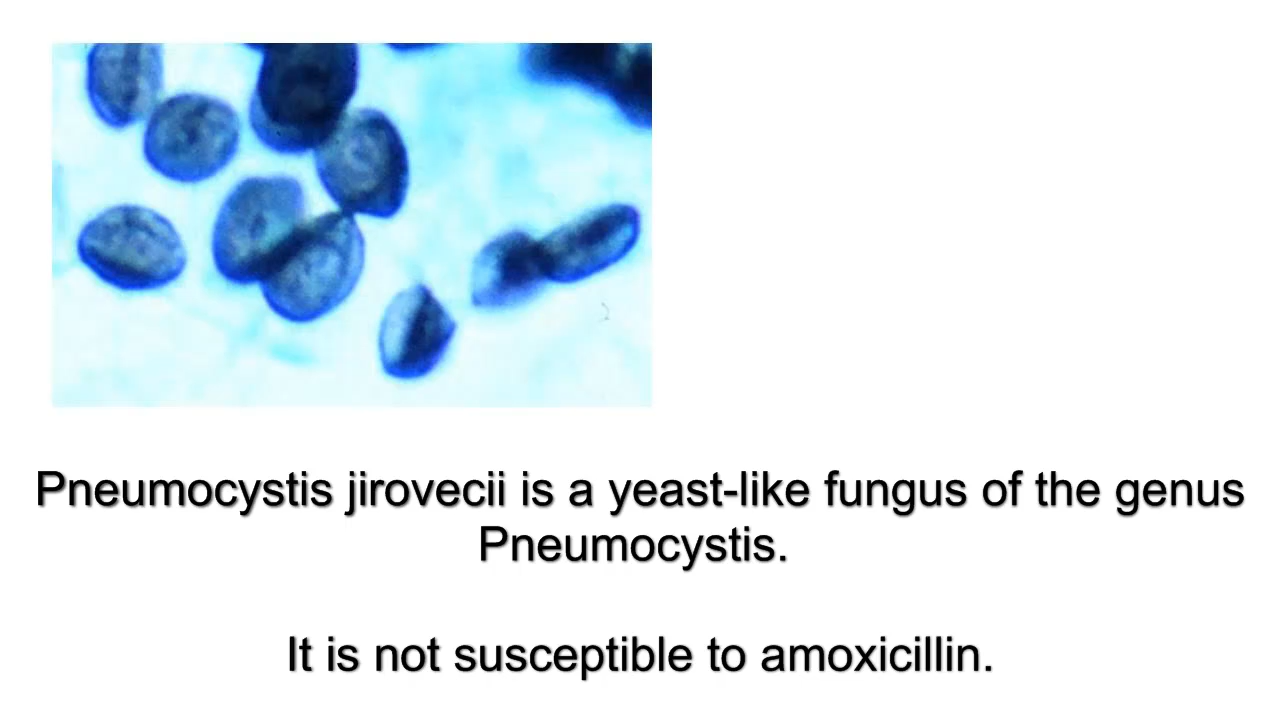 Pneumocystis jirovecii is a yeast-like fungus of the genus
Pneumocystis.
It is not susceptible to amoxicillin.